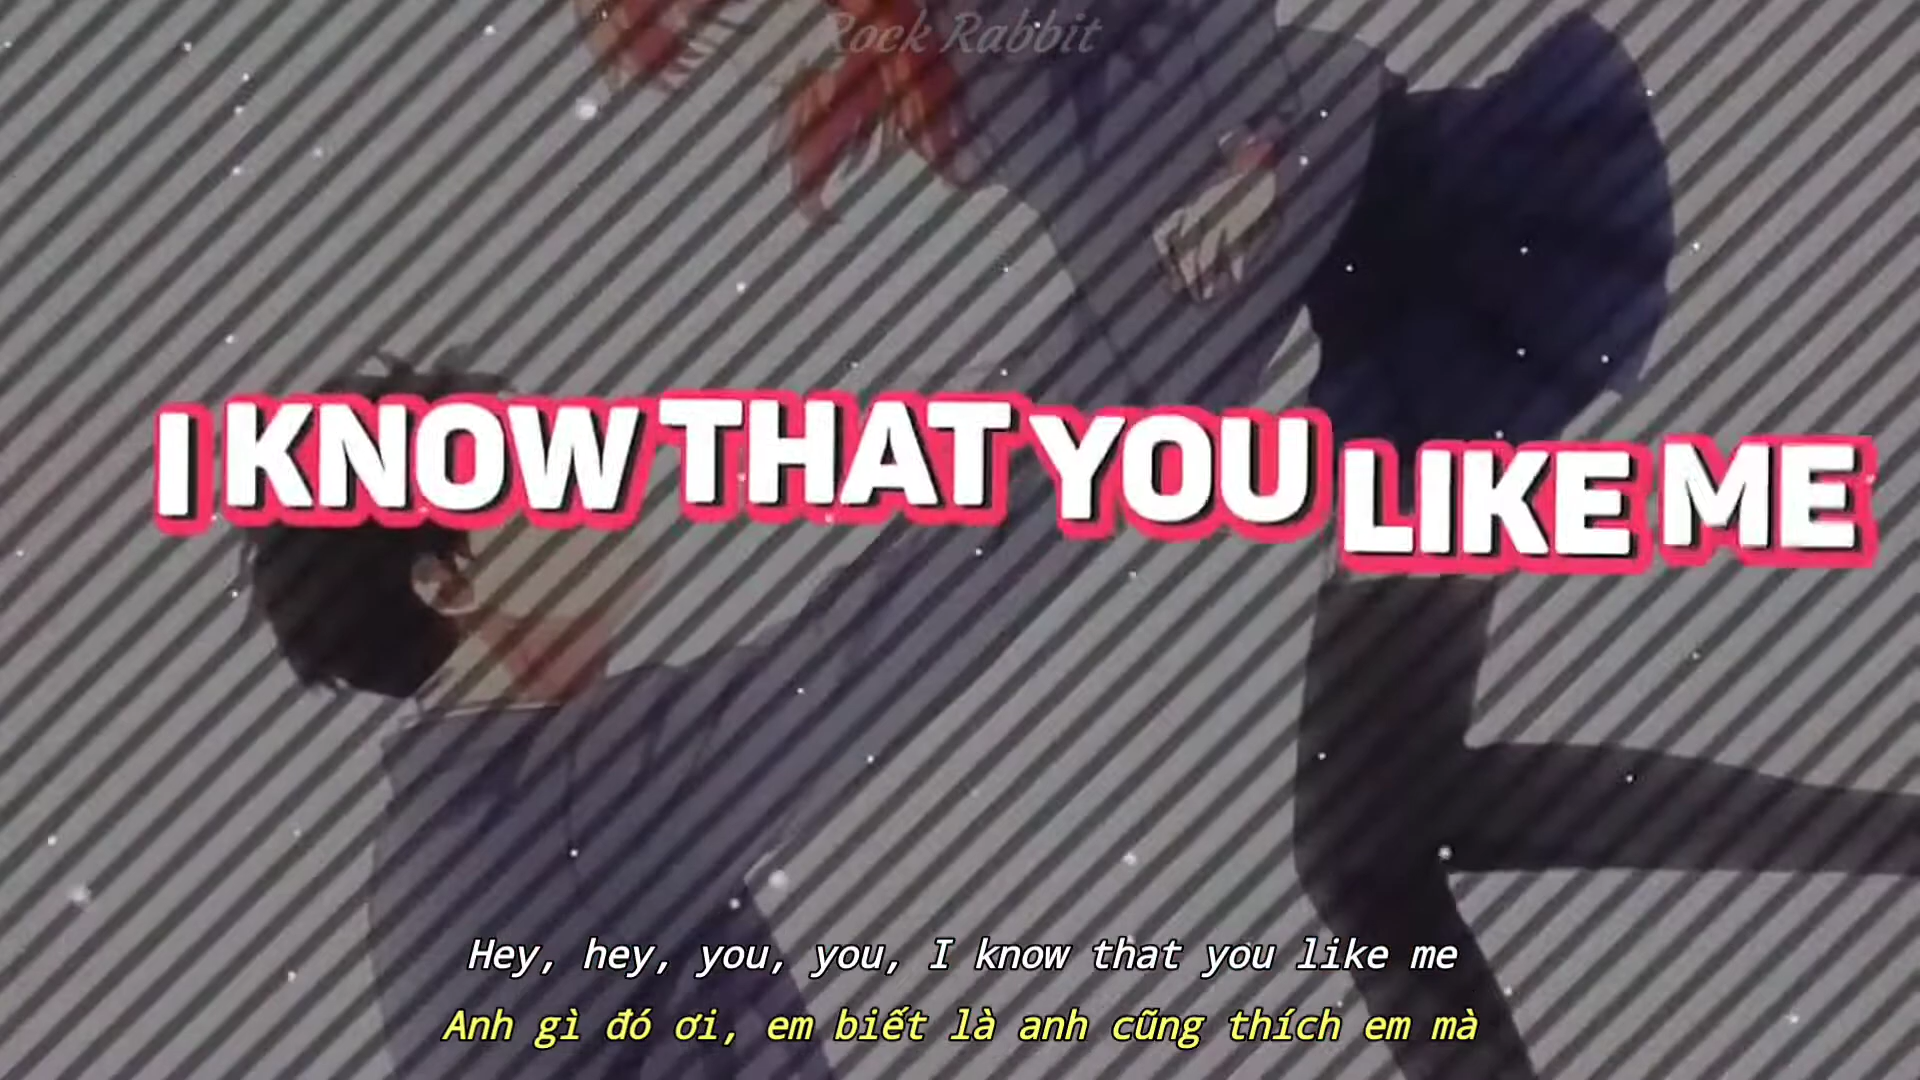 Rock Rabbit
I KNOW THAT YOU LIKE ME
Hey, hey, you, you, I know that you like me
Anh gì đó ơi, em biết là anh cũng thích em mà